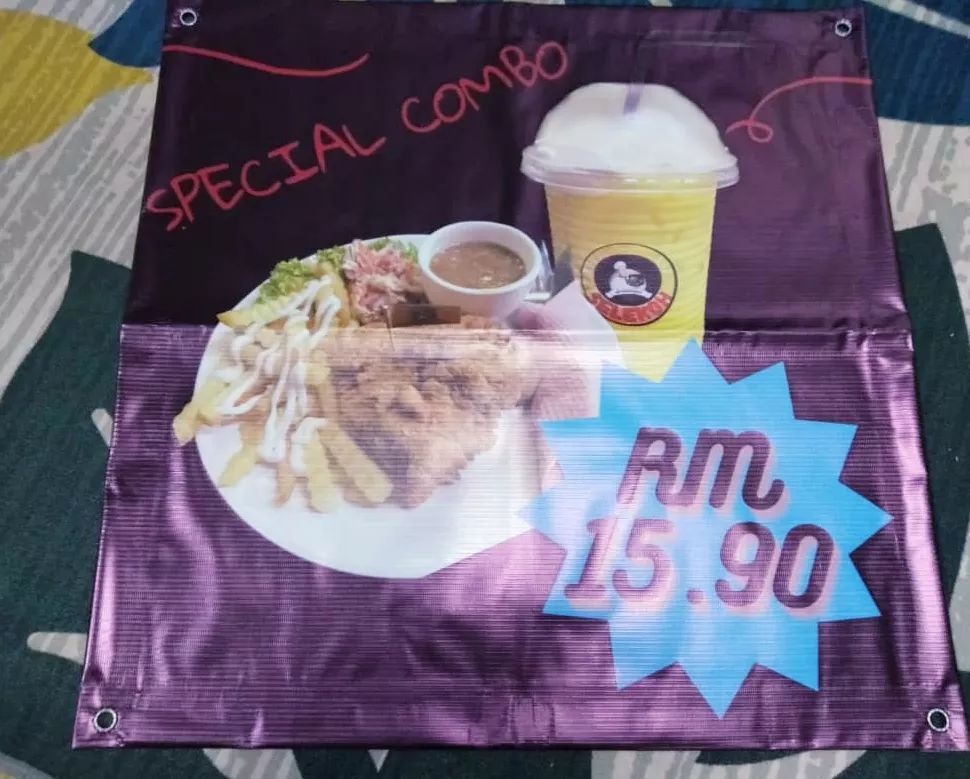 SPECIAL COMBO
RM
15.90